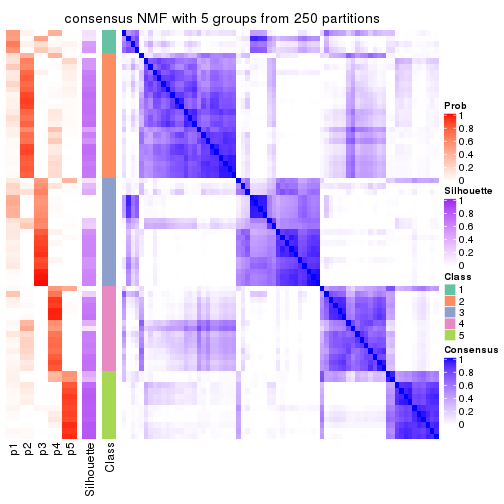 consensus NMF with 5 groups from 250 partitions
Prob
1
0.8
0.6
0.4
0.2
0
Silhouette
1
0.8
0.6
0.4
0.2
0
Class
1
2
3
4
5
Consensus
1
0.8
0.6
0.4
0.2
0
p1
p2
p3
p4
p5
Silhouette
Class